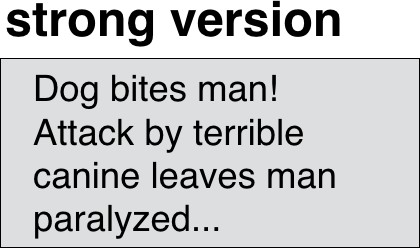 strong version
Dog bites man!
Attack by terrible
canine leaves man
paralyzed...